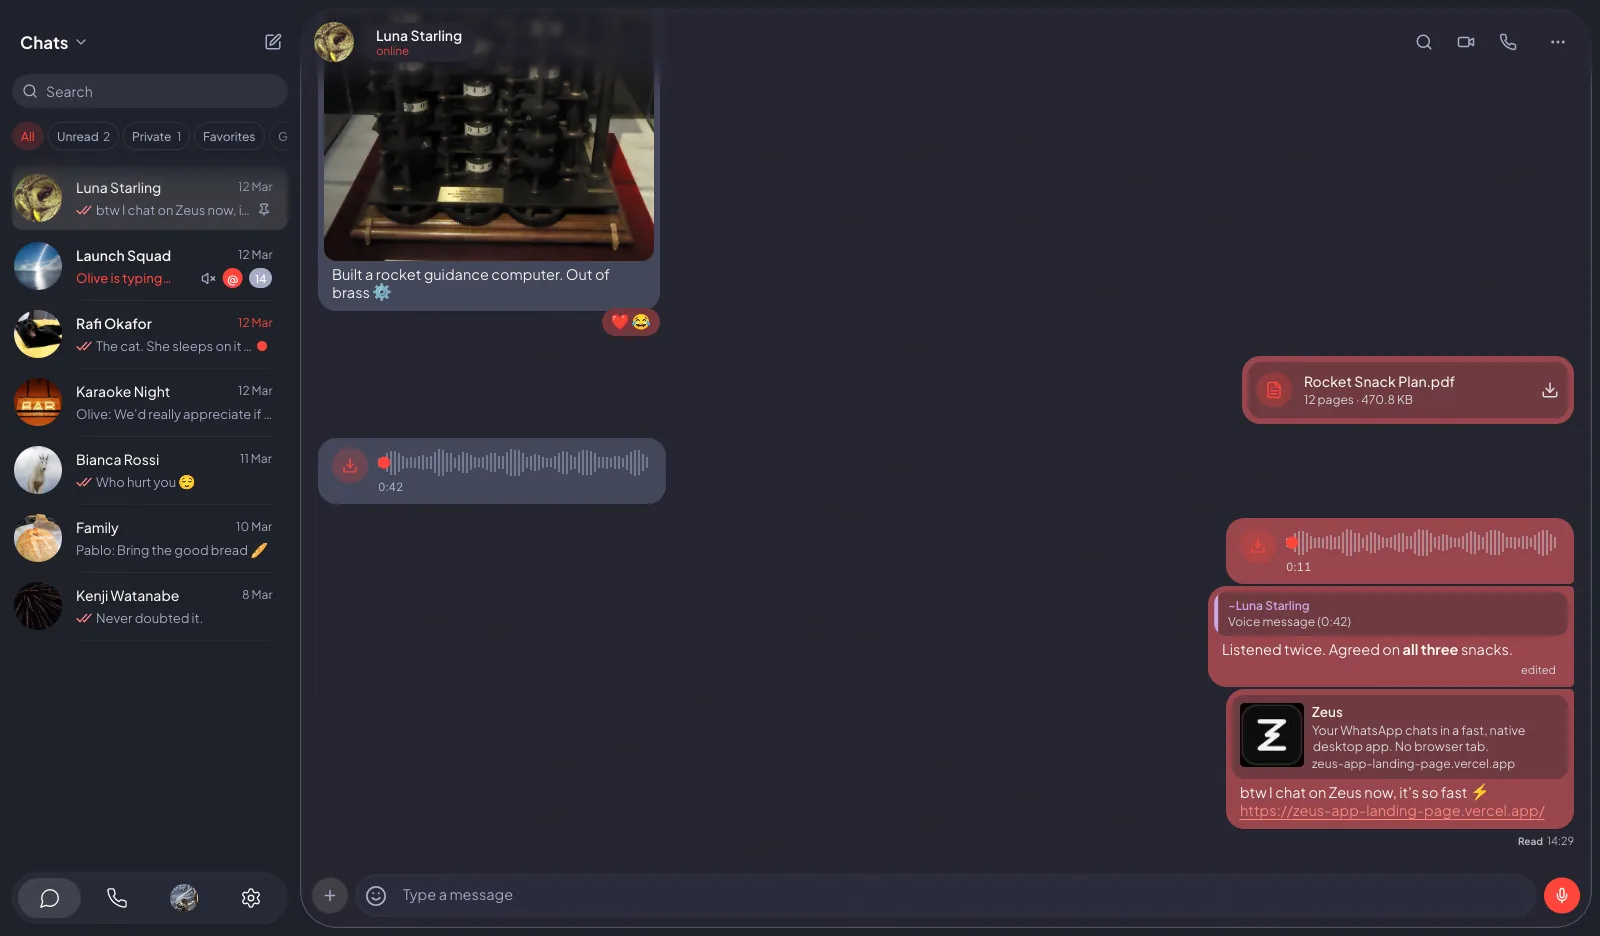 Chats
Search
All
Unread 2
Private 1
Favorites
G
Luna Starling
12 Mar
btw I chat on Zeus now, i...
Launch Squad
12 Mar
Olive is typing...
@
14
Rafi Okafor
12 Mar
The cat. She sleeps on it ...
Karaoke Night
12 Mar
Olive: We'd really appreciate if ...
BAR
Bianca Rossi
11 Mar
Who hurt you 😌
Family
10 Mar
Pablo: Bring the good bread 🥖
Kenji Watanabe
8 Mar
Never doubted it.
Luna Starling
online
Built a rocket guidance computer. Out of
brass ⚙️
❤️😂
Rocket Snack Plan.pdf
12 pages · 470.8 KB
0:42
0:11
~Luna Starling
Voice message (0:42)
Listened twice. Agreed on all three snacks.
edited
Zeus
Your WhatsApp chats in a fast, native
desktop app. No browser tab.
zeus-app-landing-page.vercel.app
btw I chat on Zeus now, it's so fast ⚡
https://zeus-app-landing-page.vercel.app/
Read 14:29
Type a message